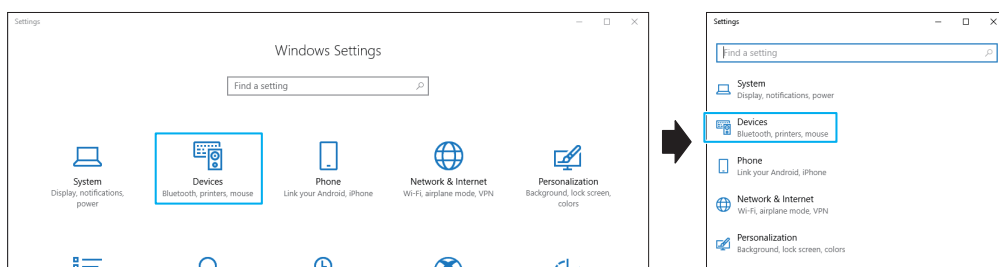 Settings
Windows Settings
Find a setting
System
Display, notifications,
power
Devices
Bluetooth, printers, mouse
Phone
Link your Android, iPhone
Network & Internet
Wi-Fi, airplane mode, VPN
Personalization
Background, lock screen,
colors
Settings
Find a setting
System
Display, notifications, power
Devices
Bluetooth, printers, mouse
Phone
Link your Android, iPhone
Network & Internet
Wi-Fi, airplane mode, VPN
Personalization
Background, lock screen, colors